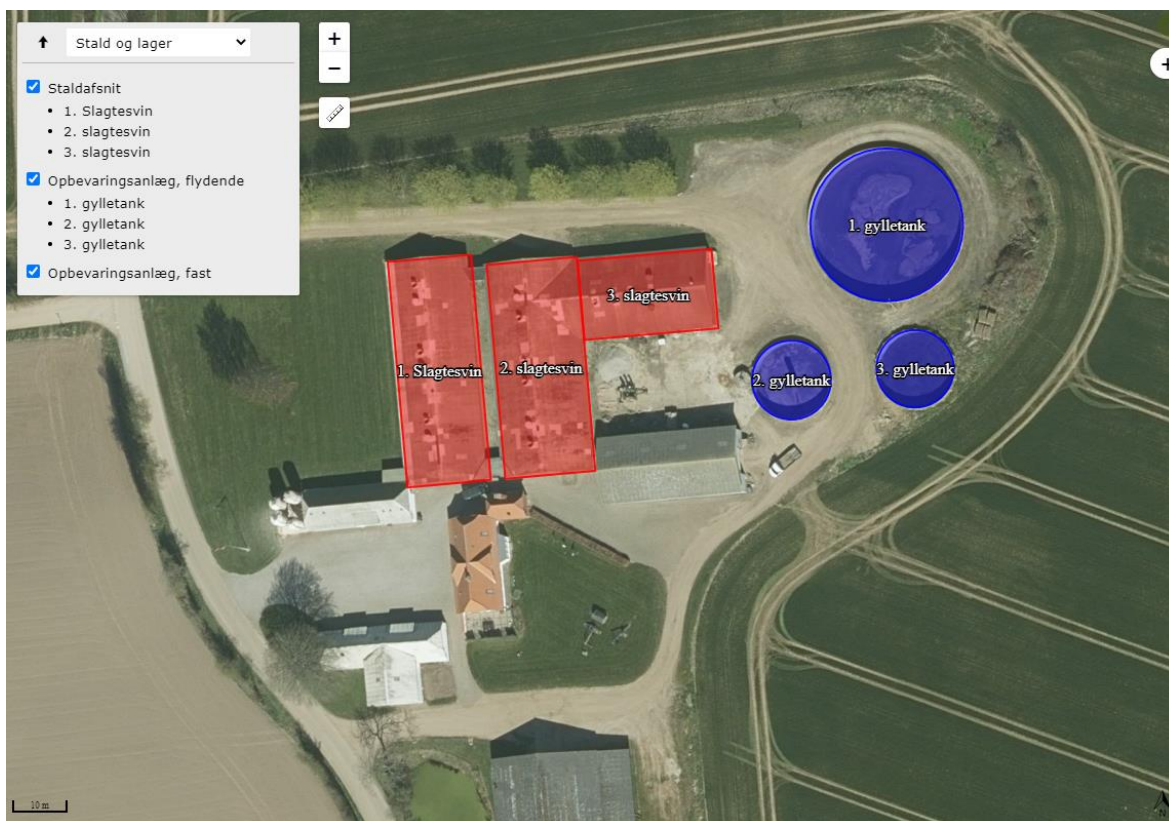 Stald og lager
Staldafsnit
1. Slagtesvin
2. slagtesvin
3. slagtesvin
Opbevaringsanlæg, flydende
1. gylletank
2. gylletank
3. gylletank
Opbevaringsanlæg, fast
+
−
+
1. gylletank
3. slagtesvin
1. Slagtesvin
2. slagtesvin
2. gylletank
3. gylletank
10 m